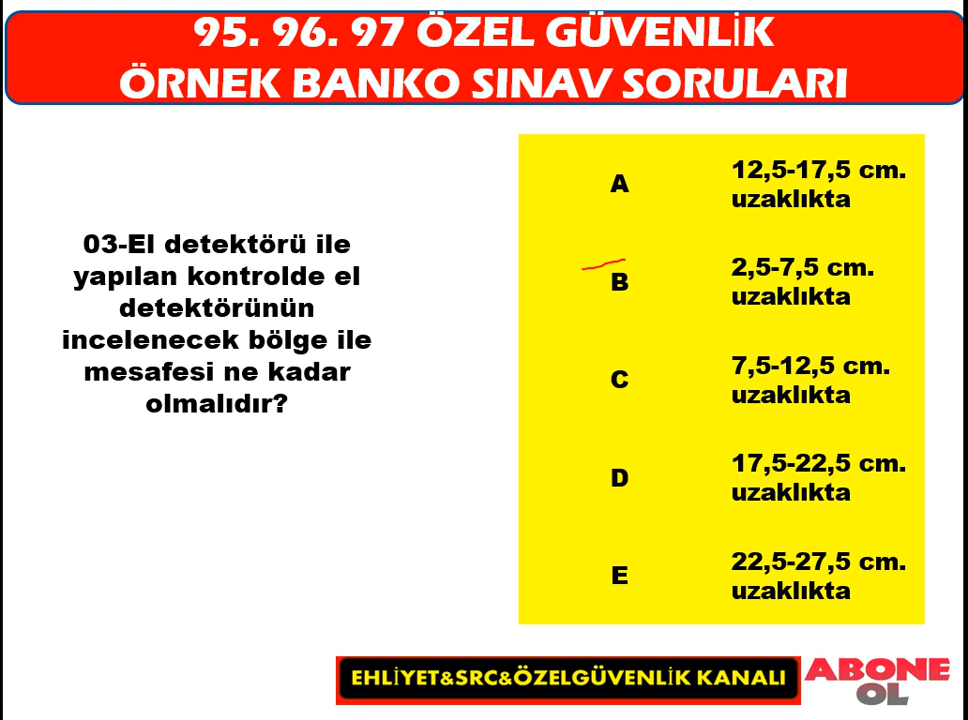 95. 96. 97 ÖZEL GÜVENLİK
ÖRNEK BANKO SINAV SORULARI
03-El detektörü ile
yapılan kontrolde el
detektörünün
incelenecek bölge ile
mesafesi ne kadar
olmalıdır?
A
12,5-17,5 cm.
uzaklıkta
B
2,5-7,5 cm.
uzaklıkta
C
7,5-12,5 cm.
uzaklıkta
D
17,5-22,5 cm.
uzaklıkta
E
22,5-27,5 cm.
uzaklıkta
EHLİYET&SRC&ÖZELGÜVENLİK KANALI
ABONE
OL